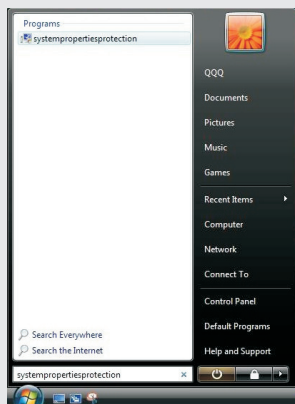 Programs
systempropertiesprotection
Search Everywhere
Search the Internet
systempropertiesprotection
QQQ
Documents
Pictures
Music
Games
Recent Items
Computer
Network
Connect To
Control Panel
Default Programs
Help and Support